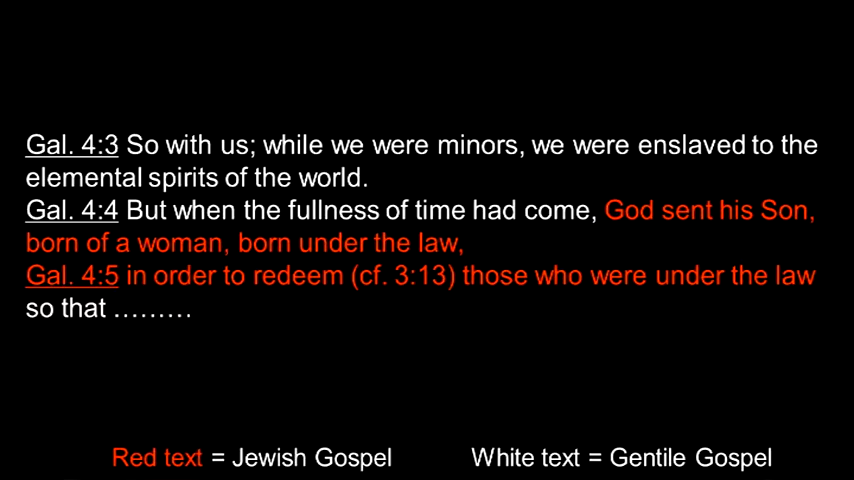 Gal. 4:3 So with us; while we were minors, we were enslaved to the
elemental spirits of the world.
Gal. 4:4 But when the fullness of time had come, God sent his Son,
born of a woman, born under the law,
Gal. 4:5 in order to redeem (cf. 3:13) those who were under the law
so that ………
Red text = Jewish Gospel White text = Gentile Gospel